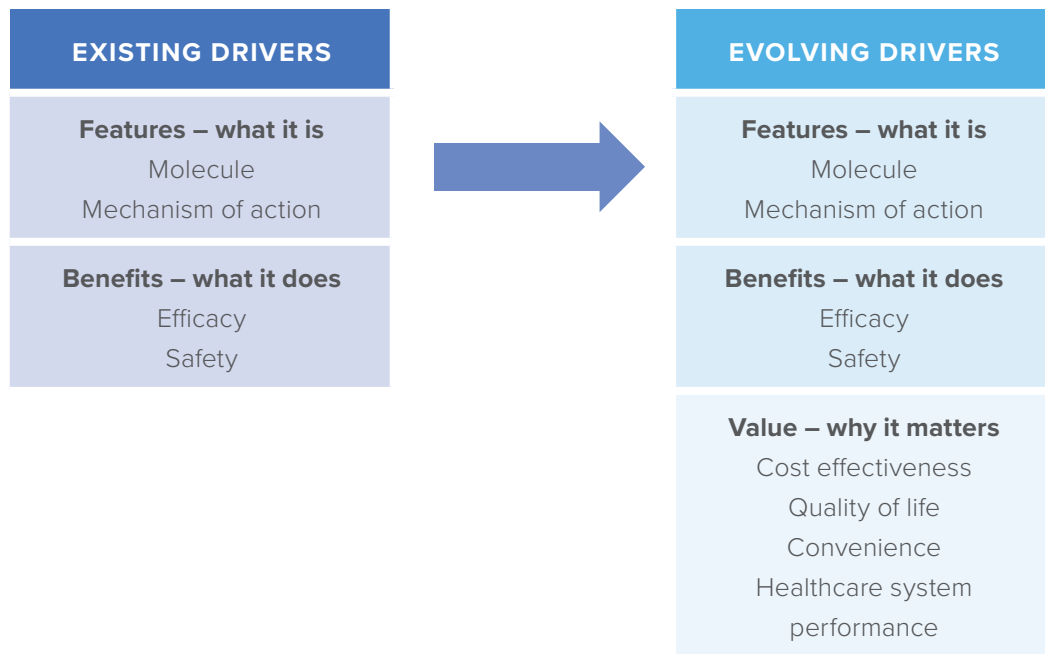 EXISTING DRIVERS
Features – what it is
Molecule
Mechanism of action
Benefits – what it does
Efficacy
Safety
EVOLVING DRIVERS
Features – what it is
Molecule
Mechanism of action
Benefits – what it does
Efficacy
Safety
Value – why it matters
Cost effectiveness
Quality of life
Convenience
Healthcare system
performance